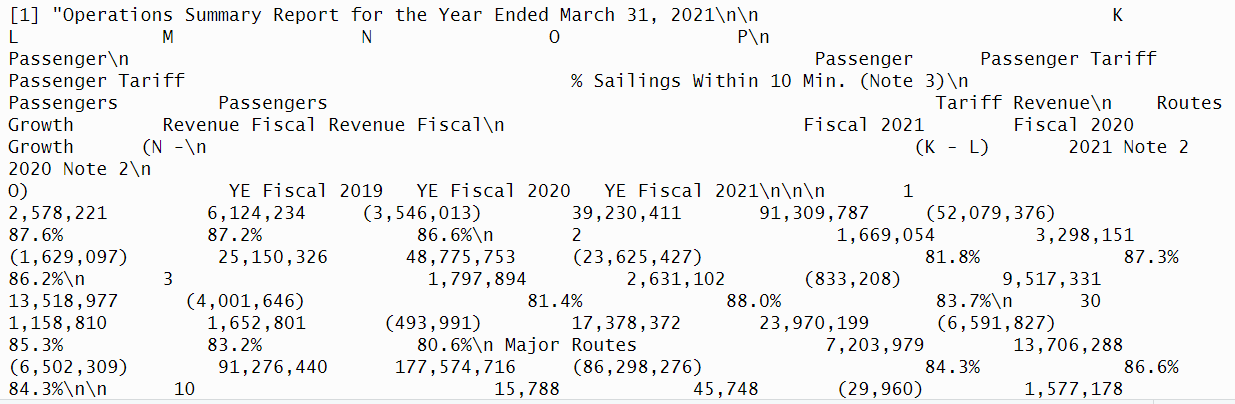 [1] "Operations Summary Report for the Year Ended March 31, 2021\n\n K
L M N O P\n
Passenger\n Passenger Passenger Tariff
Passenger Tariff % Sailings Within 10 Min. (Note 3)\n
Passengers Passengers Tariff Revenue\n Routes
Growth Revenue Fiscal Revenue Fiscal\n Fiscal 2021 Fiscal 2020
Growth (N -\n (K - L) 2021 Note 2
2020 Note 2\n
O) YE Fiscal 2019 YE Fiscal 2020 YE Fiscal 2021\n\n\n 1
2,578,221 6,124,234 (3,546,013) 39,230,411 91,309,787 (52,079,376)
87.6% 87.2% 86.6%\n 2 1,669,054 3,298,151
(1,629,097) 25,150,326 48,775,753 (23,625,427) 81.8% 87.3%
86.2%\n 3 1,797,894 2,631,102 (833,208) 9,517,331
13,518,977 (4,001,646) 81.4% 88.0% 83.7%\n 30
1,158,810 1,652,801 (493,991) 17,378,372 23,970,199 (6,591,827)
85.3% 83.2% 80.6%\n Major Routes 7,203,979 13,706,288
(6,502,309) 91,276,440 177,574,716 (86,298,276) 84.3% 86.6%
84.3%\n\n 10 15,788 45,748 (29,960) 1,577,178